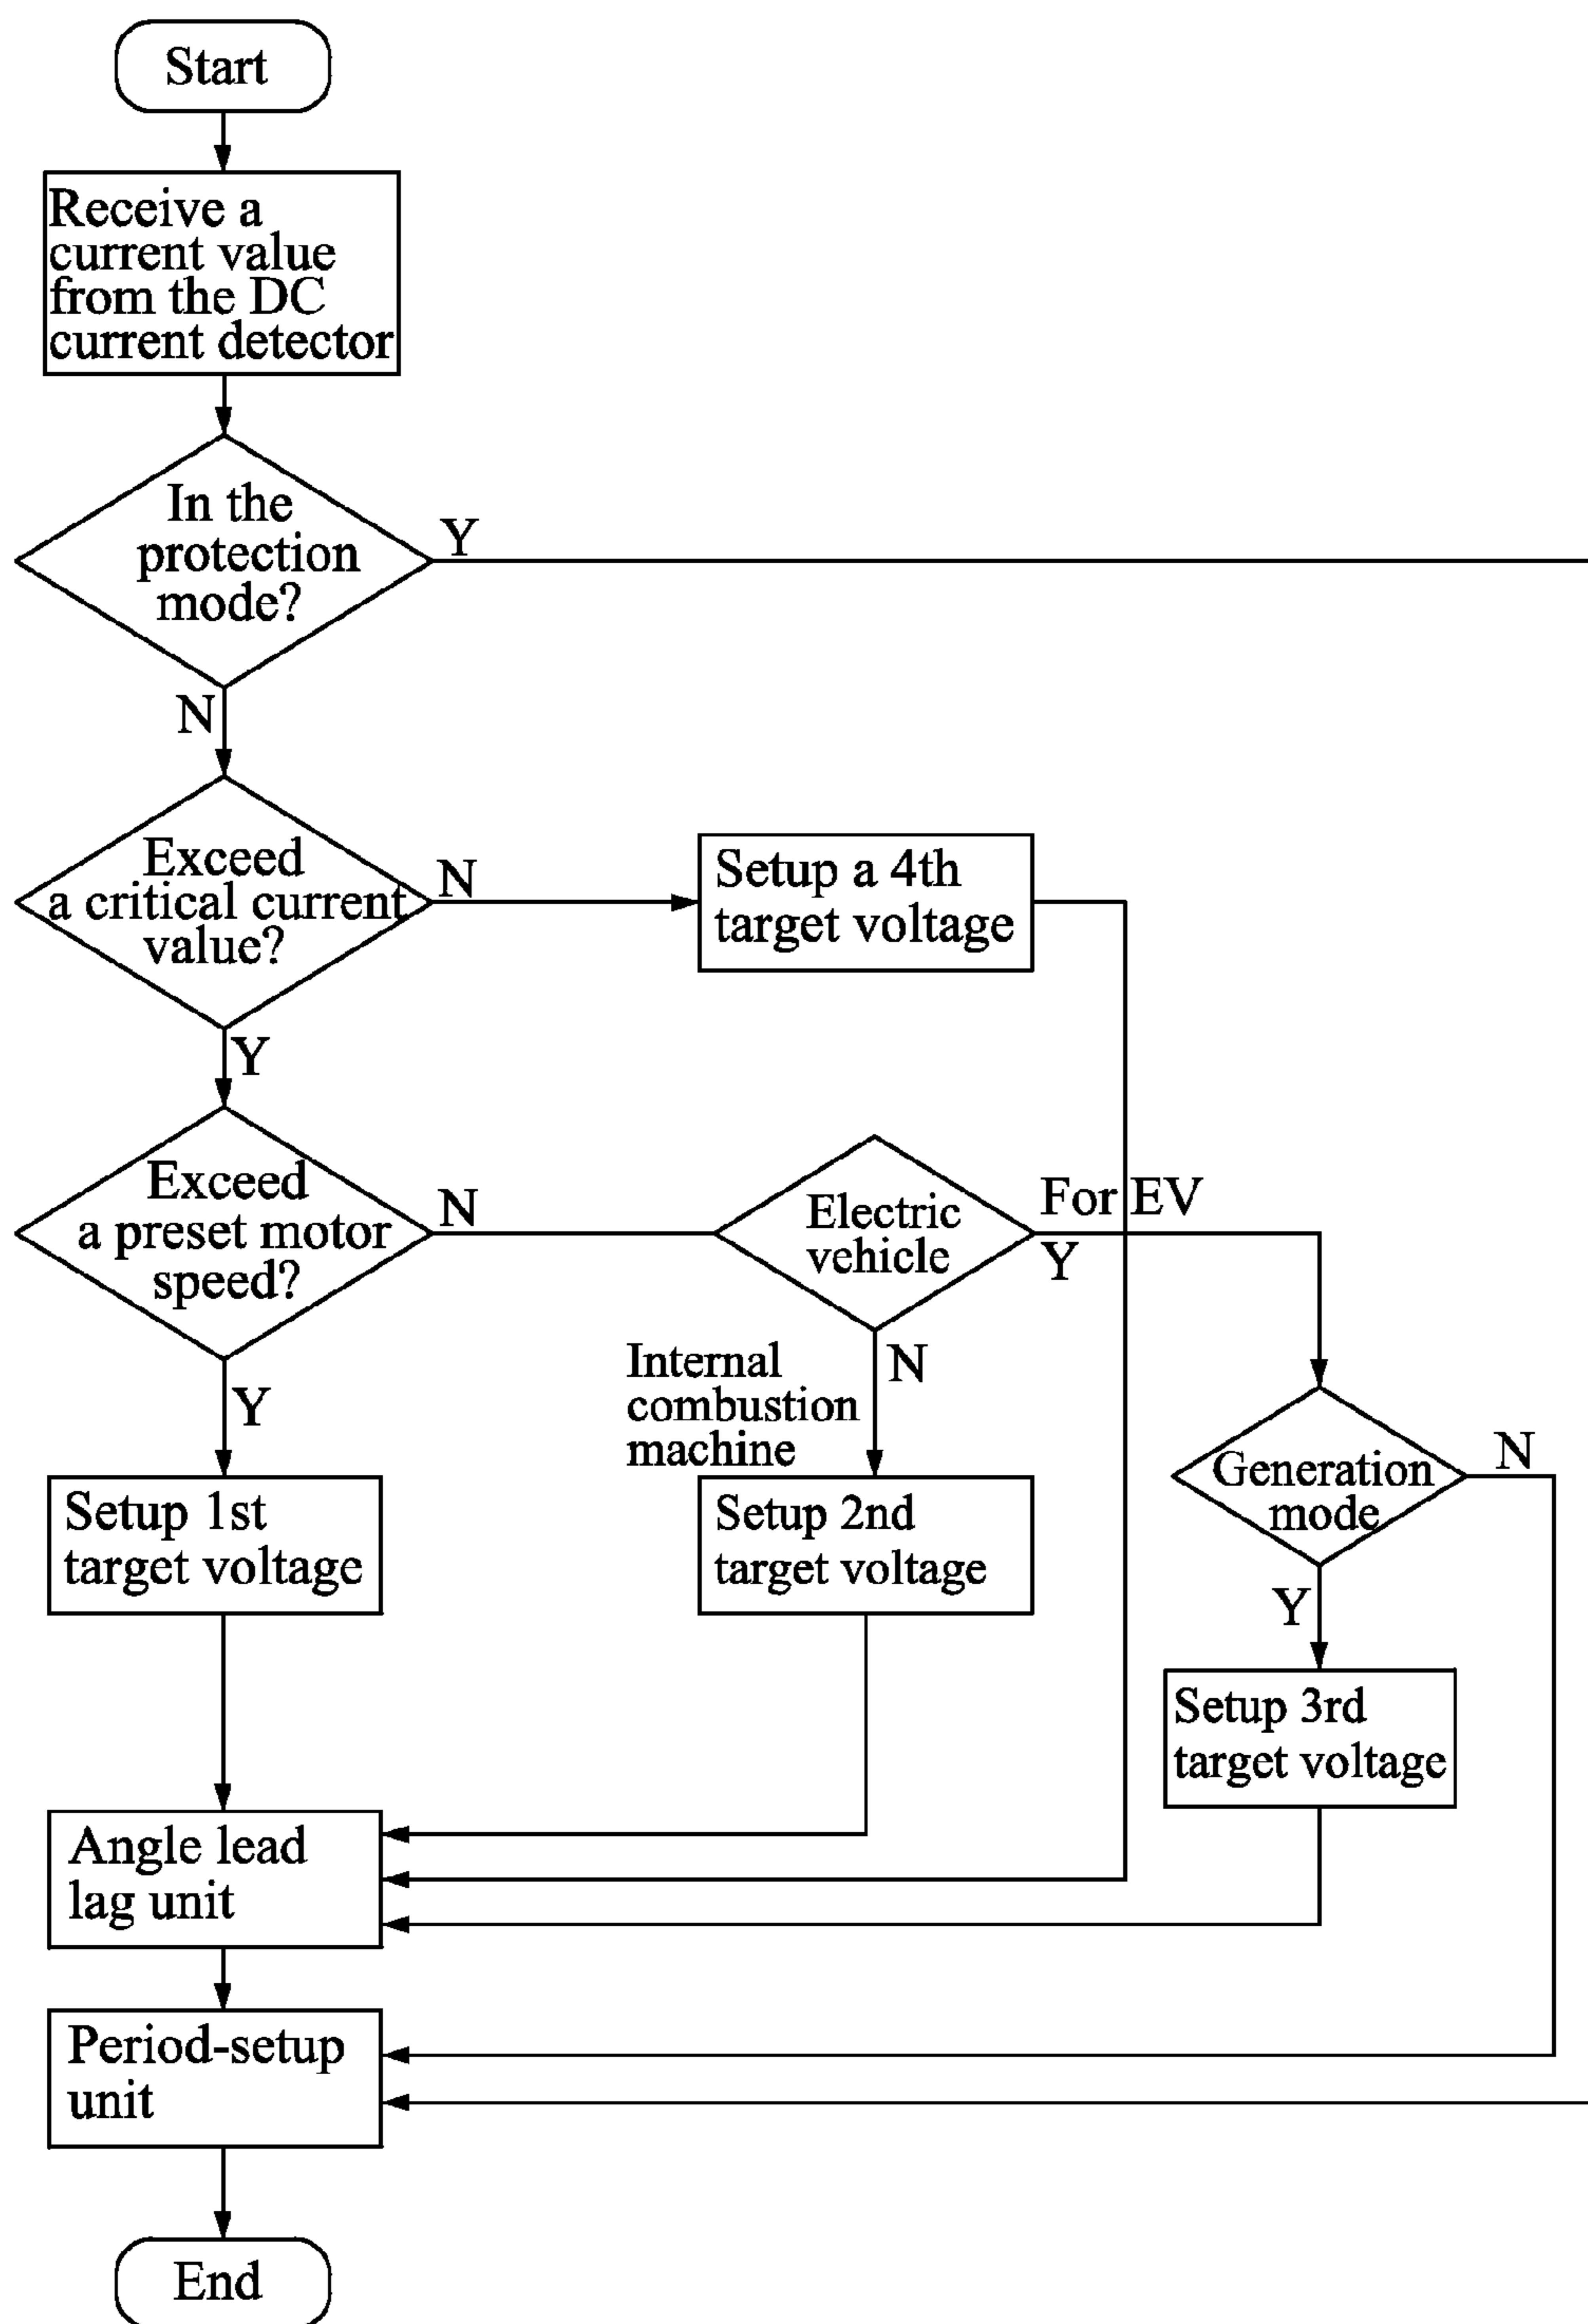 Start
Receive a
current value
from the DC
current detector
In the
protection
mode?
Y
N
Exceed
a critical current
value?
N
Setup a 4th
target voltage
Y
Exceed
a preset motor
speed?
N
Electric
vehicle
For EV
Y
Internal
combustion
machine
N
Y
Generation
mode
N
Setup 1st
target voltage
Setup 2nd
target voltage
Y
Setup 3rd
target voltage
Angle lead
lag unit
Period-setup
unit
End